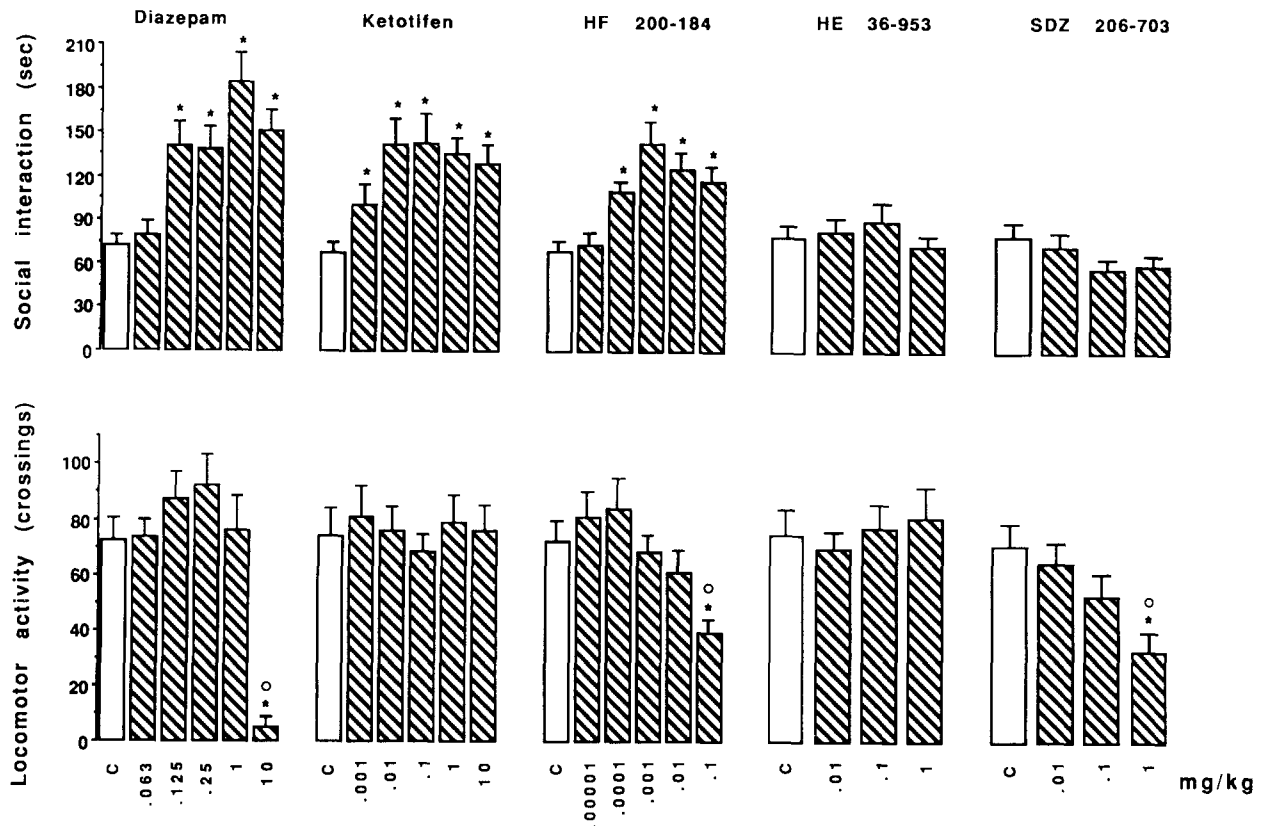 Diazepam
Ketotifen
HF 200-184
HE 36-953
SDZ 206-703
Social interaction (sec)
210
180
150
120
90
60
30
0
* * * *
* * * * *
* * * *
Locomotor activity (crossings)
100
80
60
40
20
0
○
*
○
*
○
*
C .063 .125 .25 1 10
C .001 .01 .1 1 10
C .00001 .0001 .001 .01 .1
C .01 .1 1
C .01 .1 1
mg/kg